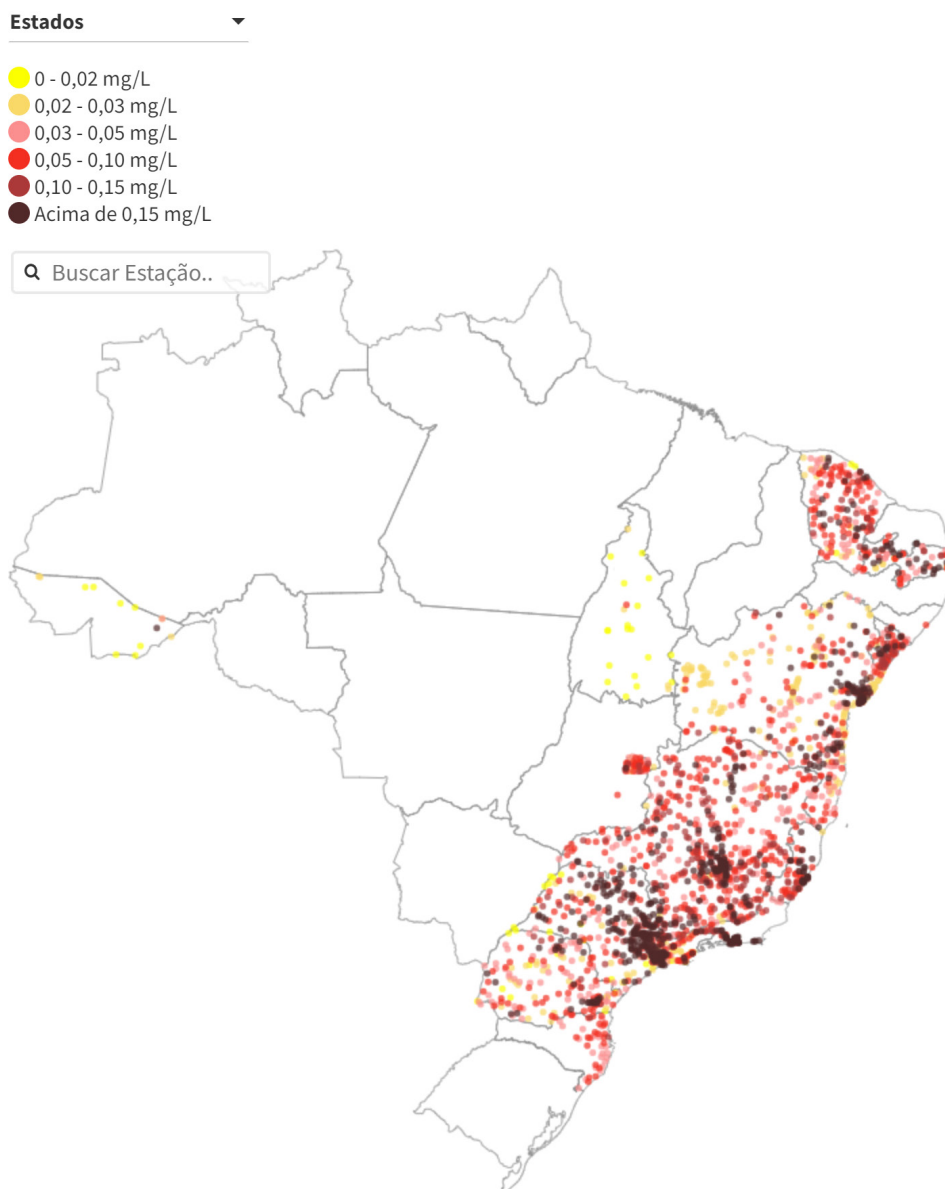 Estados
0 - 0,02 mg/L
0,02 - 0,03 mg/L
0,03 - 0,05 mg/L
0,05 - 0,10 mg/L
0,10 - 0,15 mg/L
Acima de 0,15 mg/L
Buscar Estação..